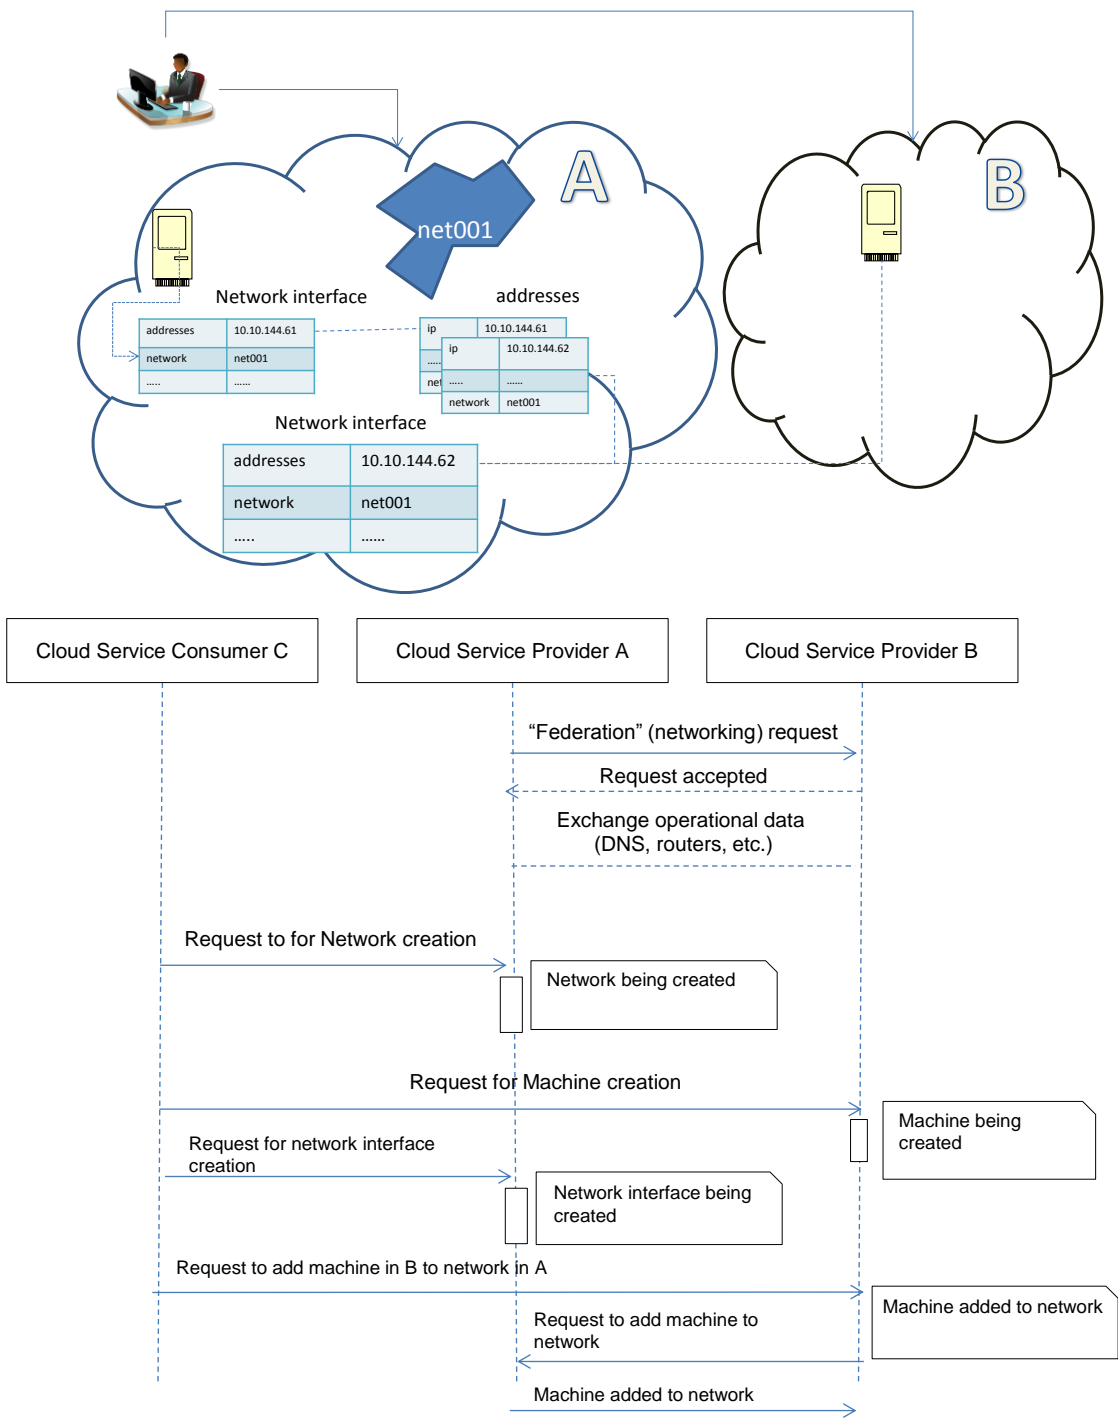 A
B
net001
Network interface
addresses
addresses 10.10.144.61
network net001
..... ......
ip 10.10.144.61
.....
net
ip 10.10.144.62
..... ......
network net001
Network interface
addresses 10.10.144.62
network net001
..... ......
Cloud Service Consumer C
Cloud Service Provider A
Cloud Service Provider B
“Federation” (networking) request
Request accepted
Exchange operational data
(DNS, routers, etc.)
Request to for Network creation
Network being created
Request for Machine creation
Machine being
created
Request for network interface
creation
Network interface being
created
Request to add machine in B to network in A
Machine added to network
Request to add machine to
network
Machine added to network